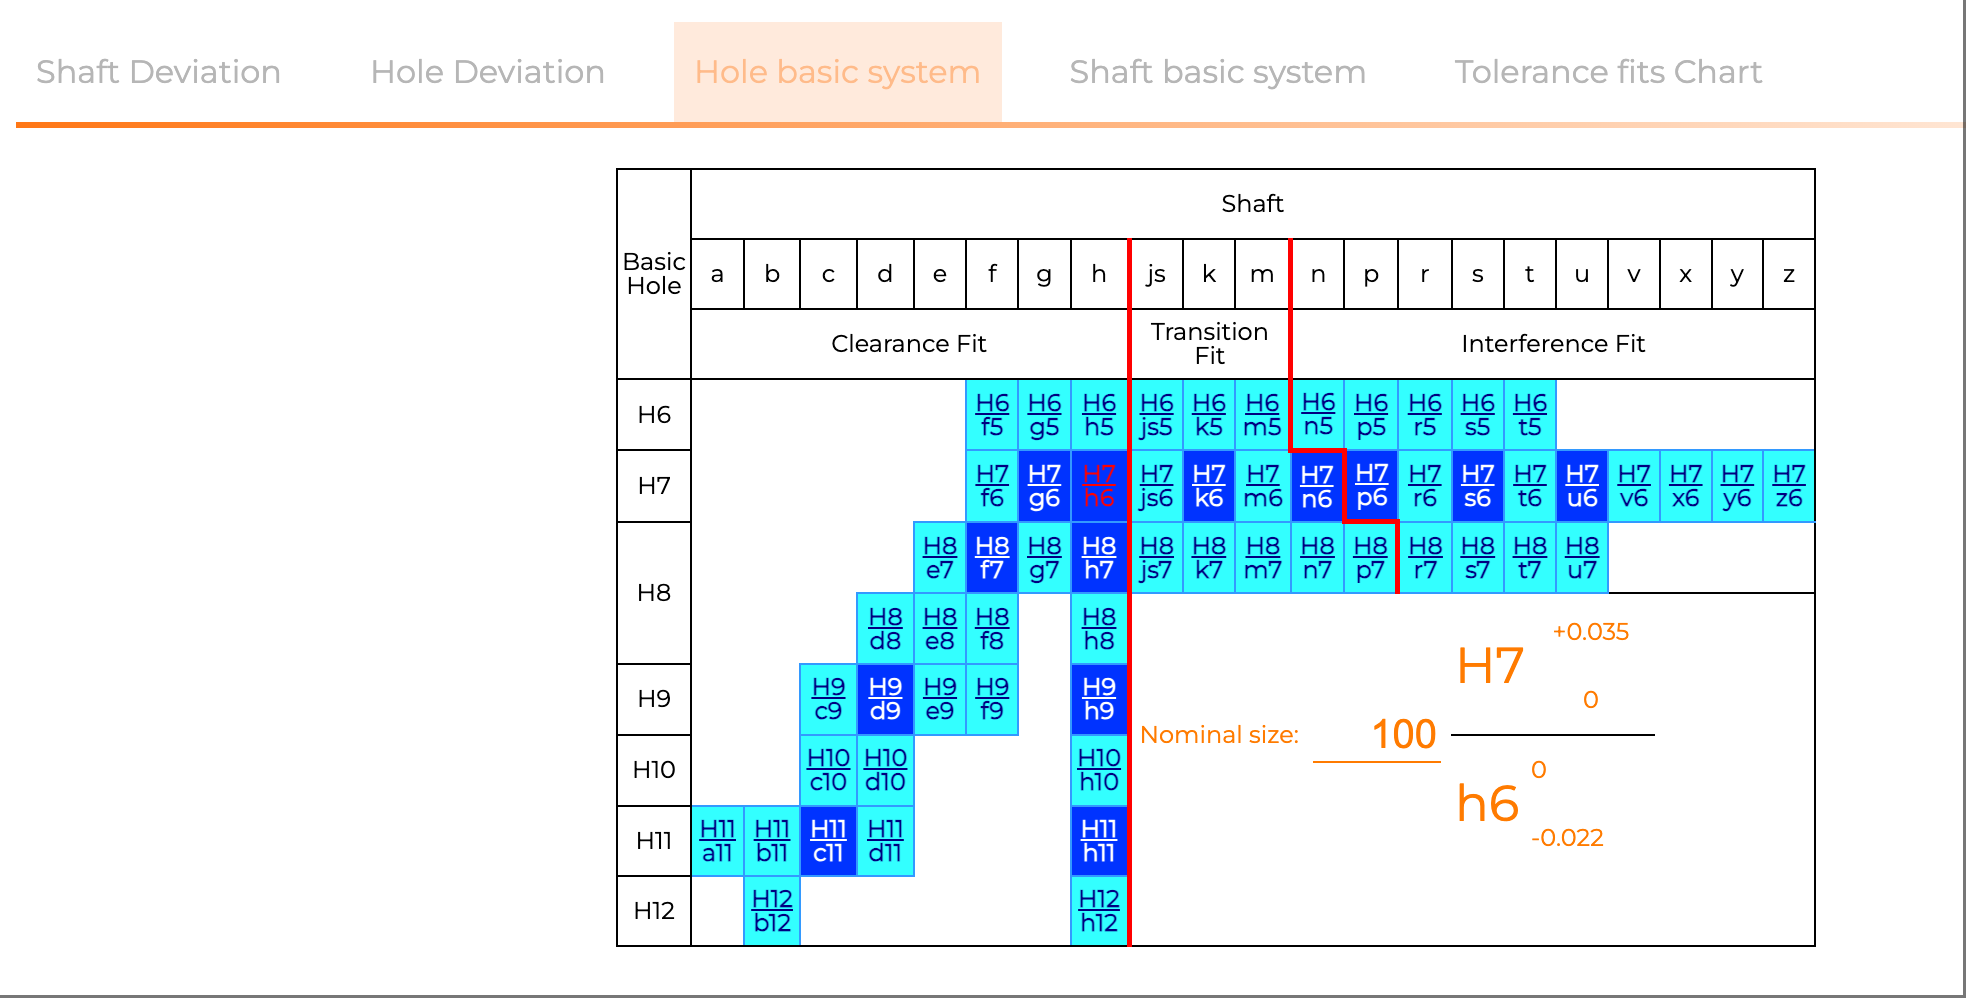 Shaft Deviation Hole Deviation Hole basic system Shaft basic system Tolerance fits Chart
Basic Hole
Shaft
a b c d e f g h js k m n p r s t u v x y z
Clearance Fit Transition Fit Interference Fit
H6 H6/f5 H6/g5 H6/h5 H6/js5 H6/k5 H6/m5 H6/n5 H6/p5 H6/r5 H6/s5 H6/t5
H7 H7/f6 H7/g6 H7/h6 H7/js6 H7/k6 H7/m6 H7/n6 H7/p6 H7/r6 H7/s6 H7/t6 H7/u6 H7/v6 H7/x6 H7/y6 H7/z6
H8 H8/e7 H8/f7 H8/g7 H8/h7 H8/js7 H8/k7 H8/m7 H8/n7 H8/p7 H8/r7 H8/s7 H8/t7 H8/u7
H8/d8 H8/e8 H8/f8 H8/h8
H9 H9/c9 H9/d9 H9/e9 H9/f9 H9/h9
H10 H10/c10 H10/d10 H10/h10
H11 H11/a11 H11/b11 H11/c11 H11/d11 H11/h11
H12 H12/b12 H12/h12
Nominal size: 100
H7 +0.035
0
h6 0
-0.022